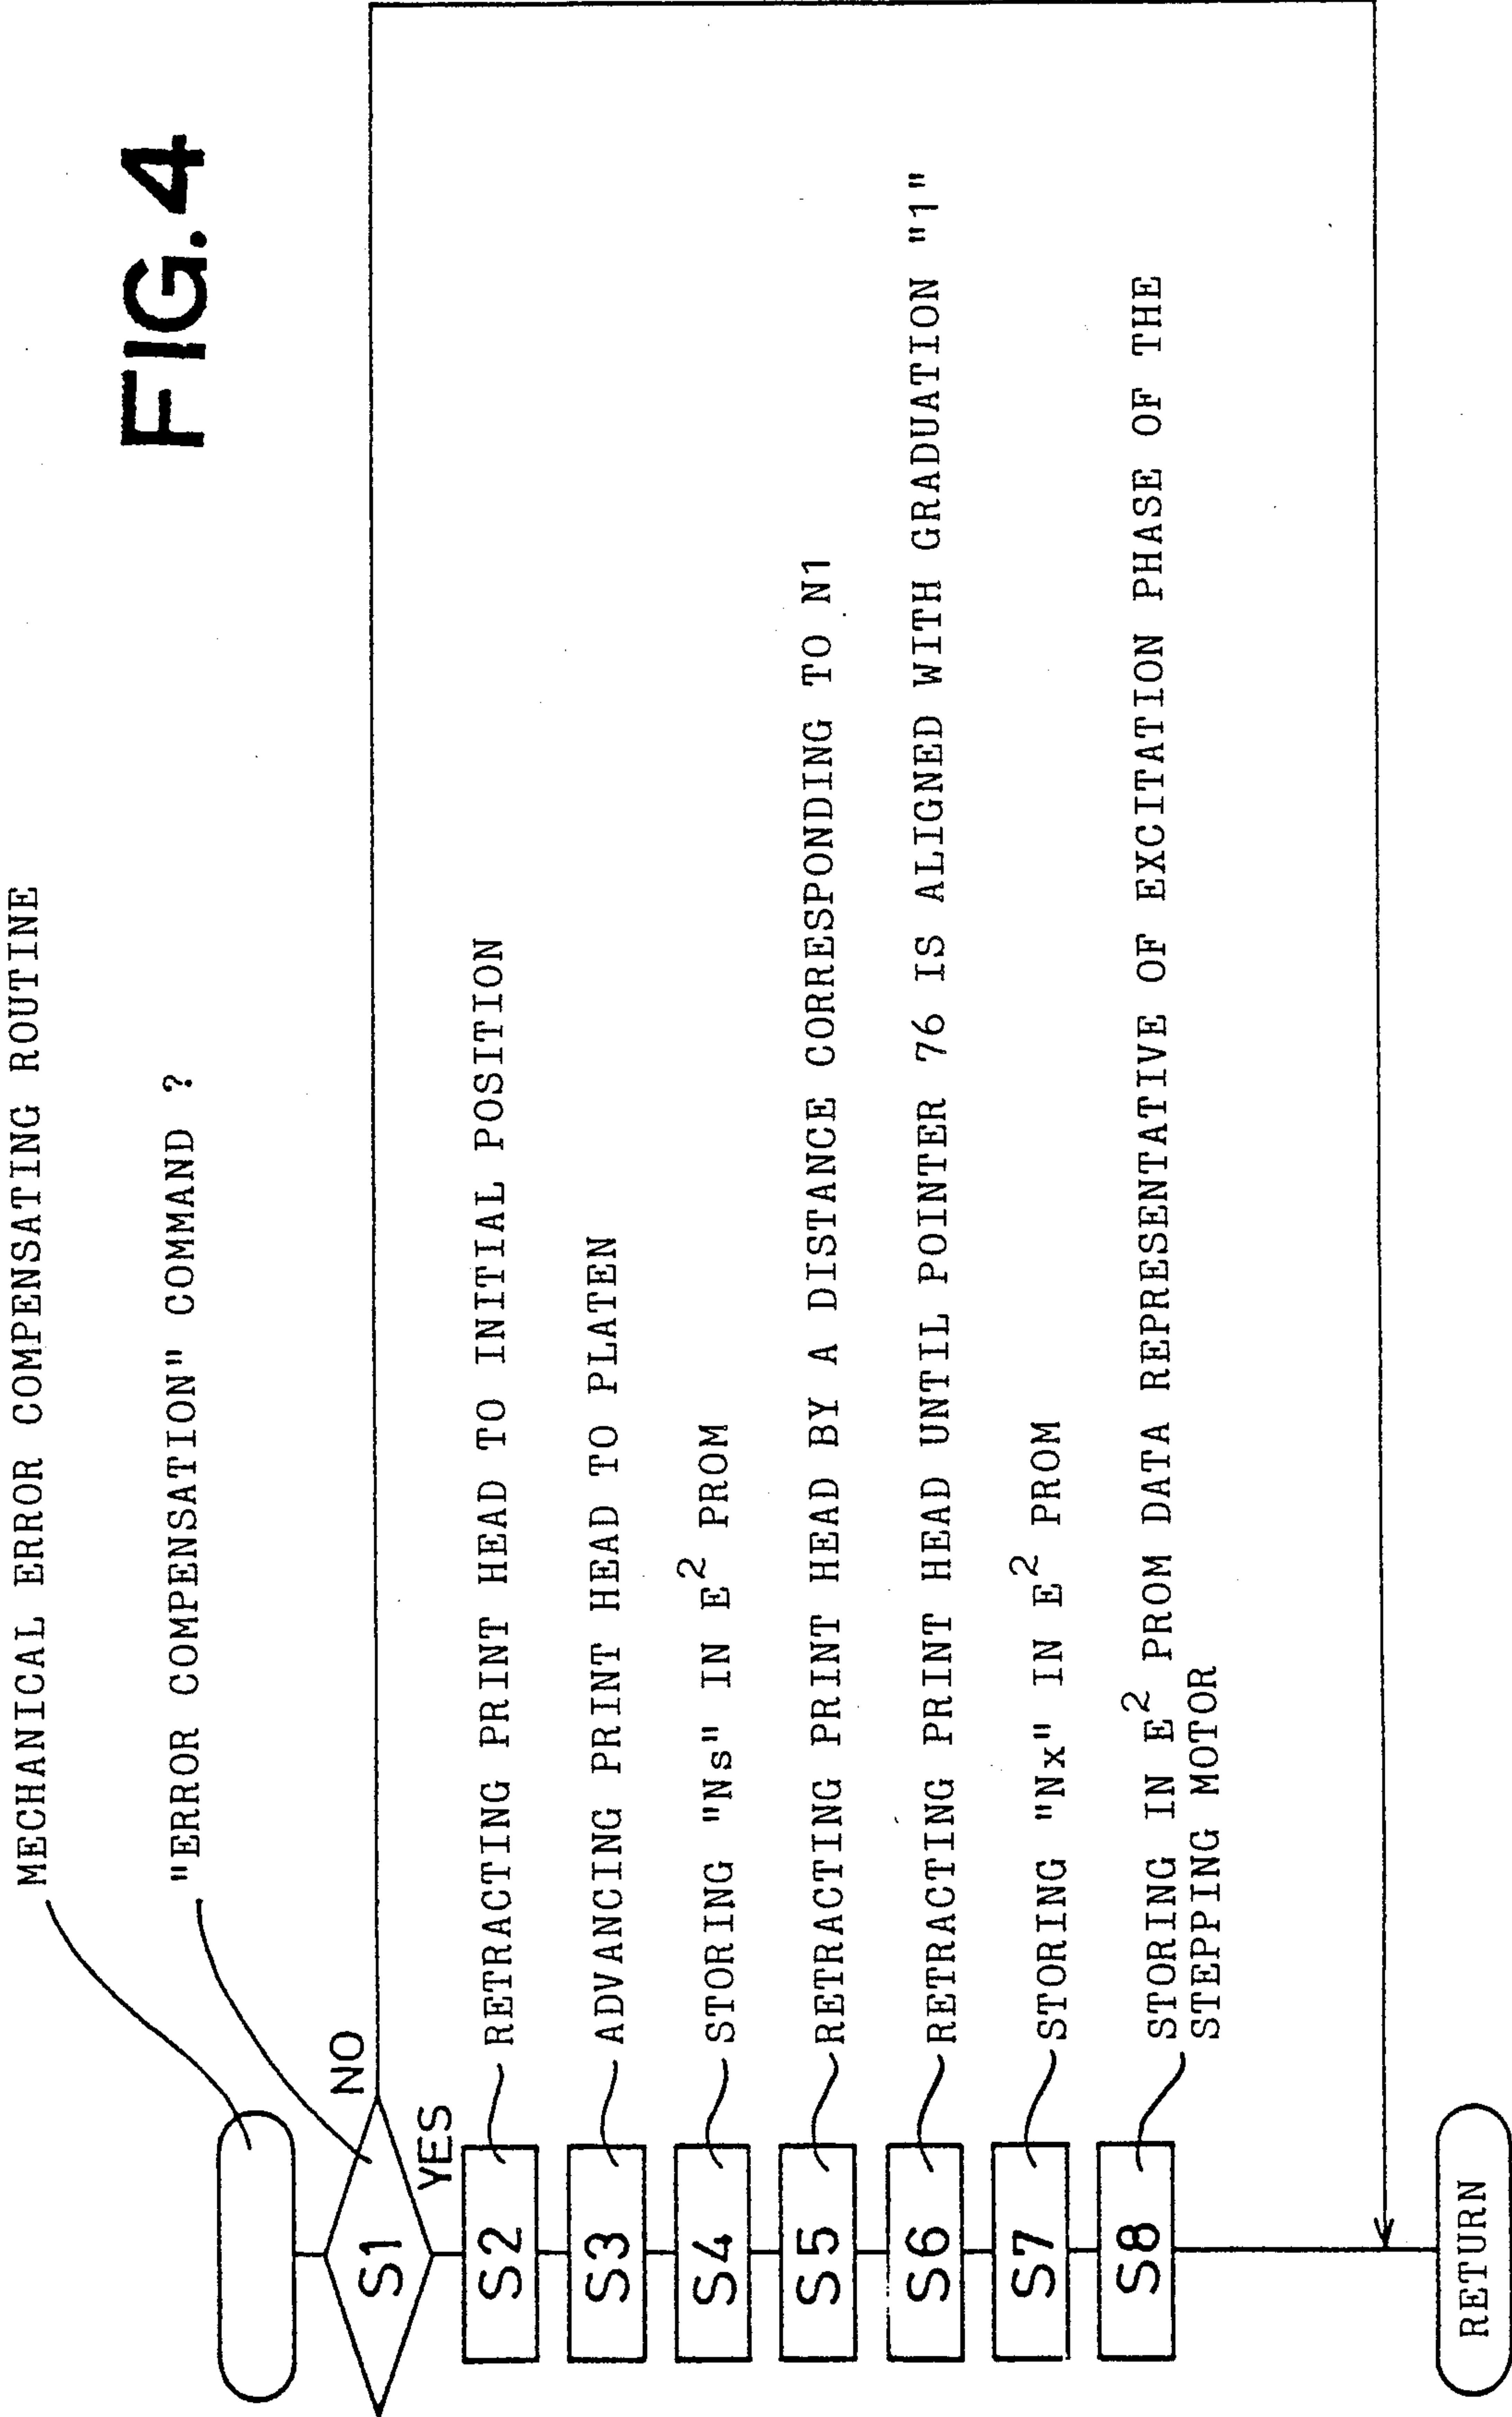 FIG. 4
MECHANICAL ERROR COMPENSATING ROUTINE
"ERROR COMPENSATION" COMMAND ?
S1
NO
YES
S2
RETRACTING PRINT HEAD TO INITIAL POSITION
S3
ADVANCING PRINT HEAD TO PLATEN
S4
STORING "Ns" IN E² PROM
S5
RETRACTING PRINT HEAD BY A DISTANCE CORRESPONDING TO N1
S6
RETRACTING PRINT HEAD UNTIL POINTER 76 IS ALIGNED WITH GRADUATION "1"
S7
STORING "Nx" IN E² PROM
S8
STORING IN E² PROM DATA REPRESENTATIVE OF EXCITATION PHASE OF THE
STEPPING MOTOR
RETURN